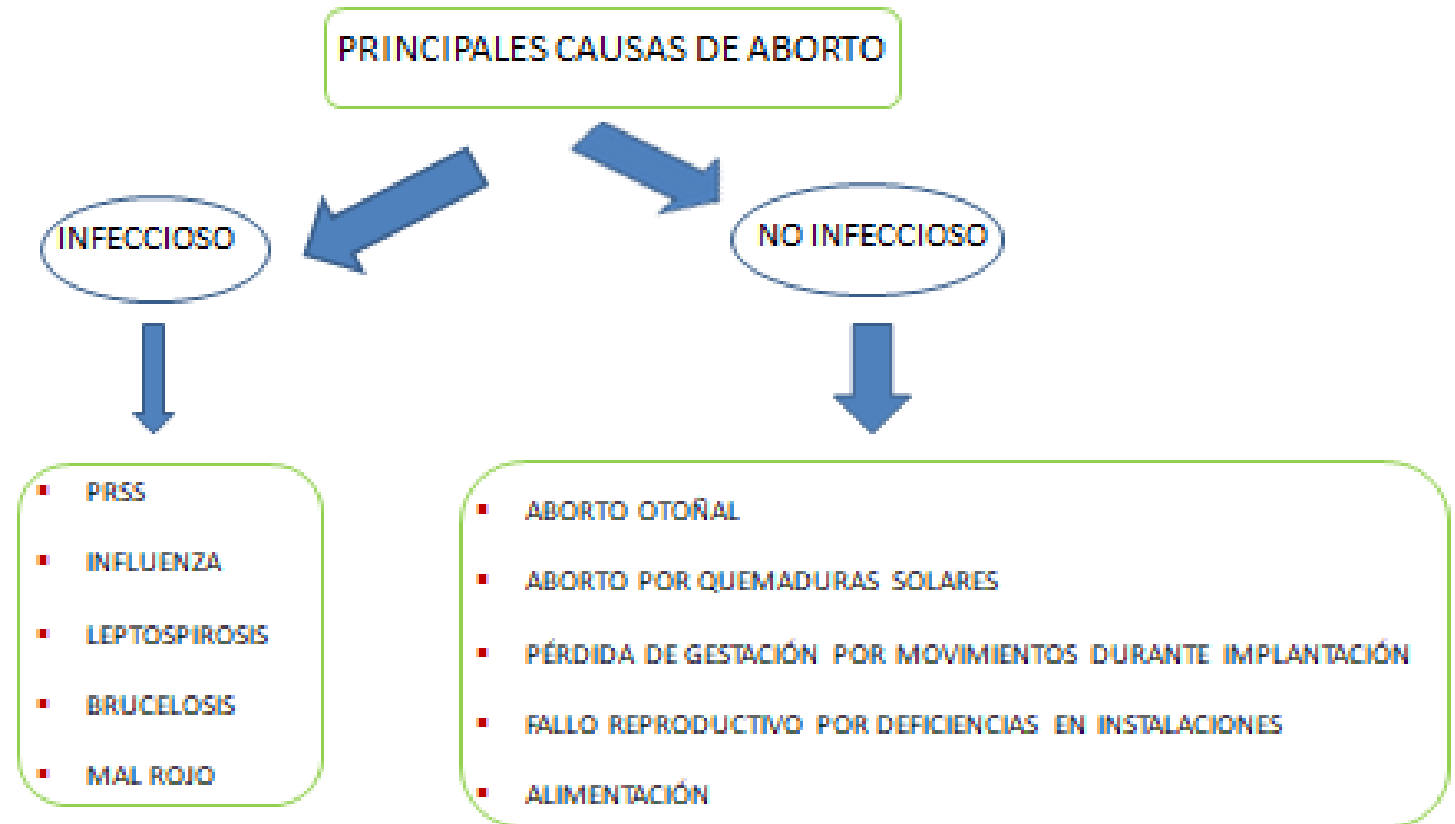 PRINCIPALES CAUSAS DE ABORTO
INFECCIOSO
NO INFECCIOSO
▪ PRSS
▪ INFLUENZA
▪ LEPTOSPIROSIS
▪ BRUCELOSIS
▪ MAL ROJO
▪ ABORTO OTOÑAL
▪ ABORTO POR QUEMADURAS SOLARES
▪ PÉRDIDA DE GESTACIÓN POR MOVIMIENTOS DURANTE IMPLANTACIÓN
▪ FALLO REPRODUCTIVO POR DEFICIENCIAS EN INSTALACIONES
▪ ALIMENTACIÓN